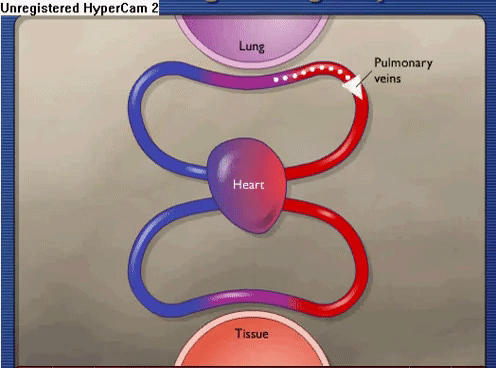 Unregistered HyperCam 2
Lung
Pulmonary
veins
Heart
Tissue